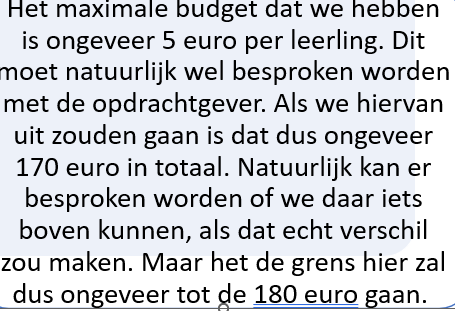 Het maximale budget dat we hebben
is ongeveer 5 euro per leerling. Dit
moet natuurlijk wel besproken worden
met de opdrachtgever. Als we hiervan
uit zouden gaan is dat dus ongeveer
170 euro in totaal. Natuurlijk kan er
besproken worden of we daar iets
boven kunnen, als dat echt verschil
zou maken. Maar het de grens hier zal
dus ongeveer tot de 180 euro gaan.